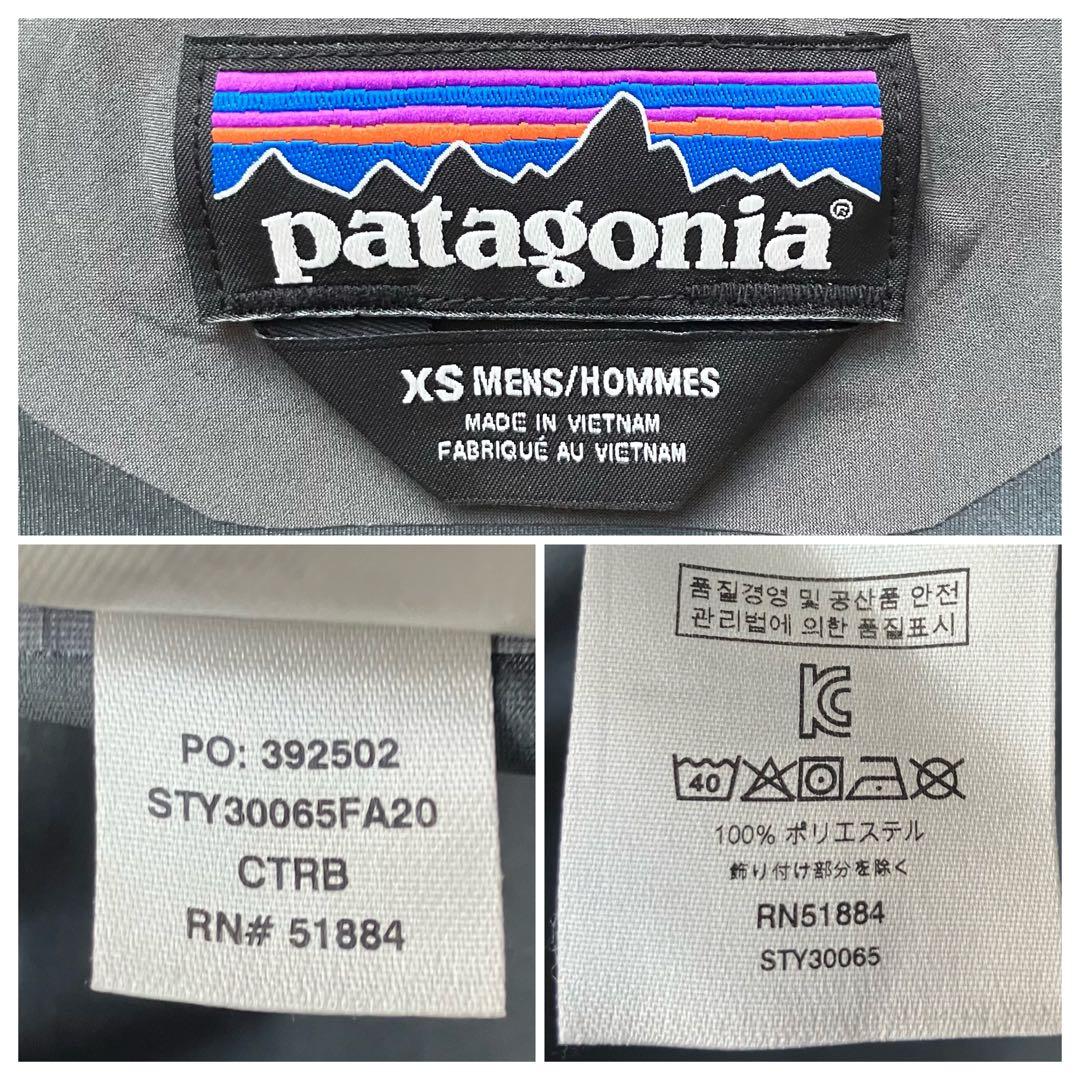 patagonia®
XS MENS/HOMMES
MADE IN VIETNAM
FABRIQUÉ AU VIETNAM
PO: 392502
STY30065FA20
CTRB
RN# 51884
품질경영 및 공산품 안전
관리법에 의한 품질표시
KC
40
100% ポリエステル
飾り付け部分を除く
RN51884
STY30065